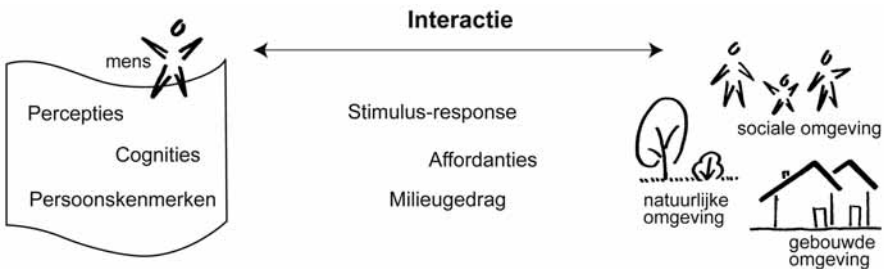 Interactie
mens
Percepties
Cognities
Persoonskenmerken
Stimulus-response
Affordanties
Milieugedrag
sociale omgeving
natuurlijke
omgeving
gebouwde
omgeving